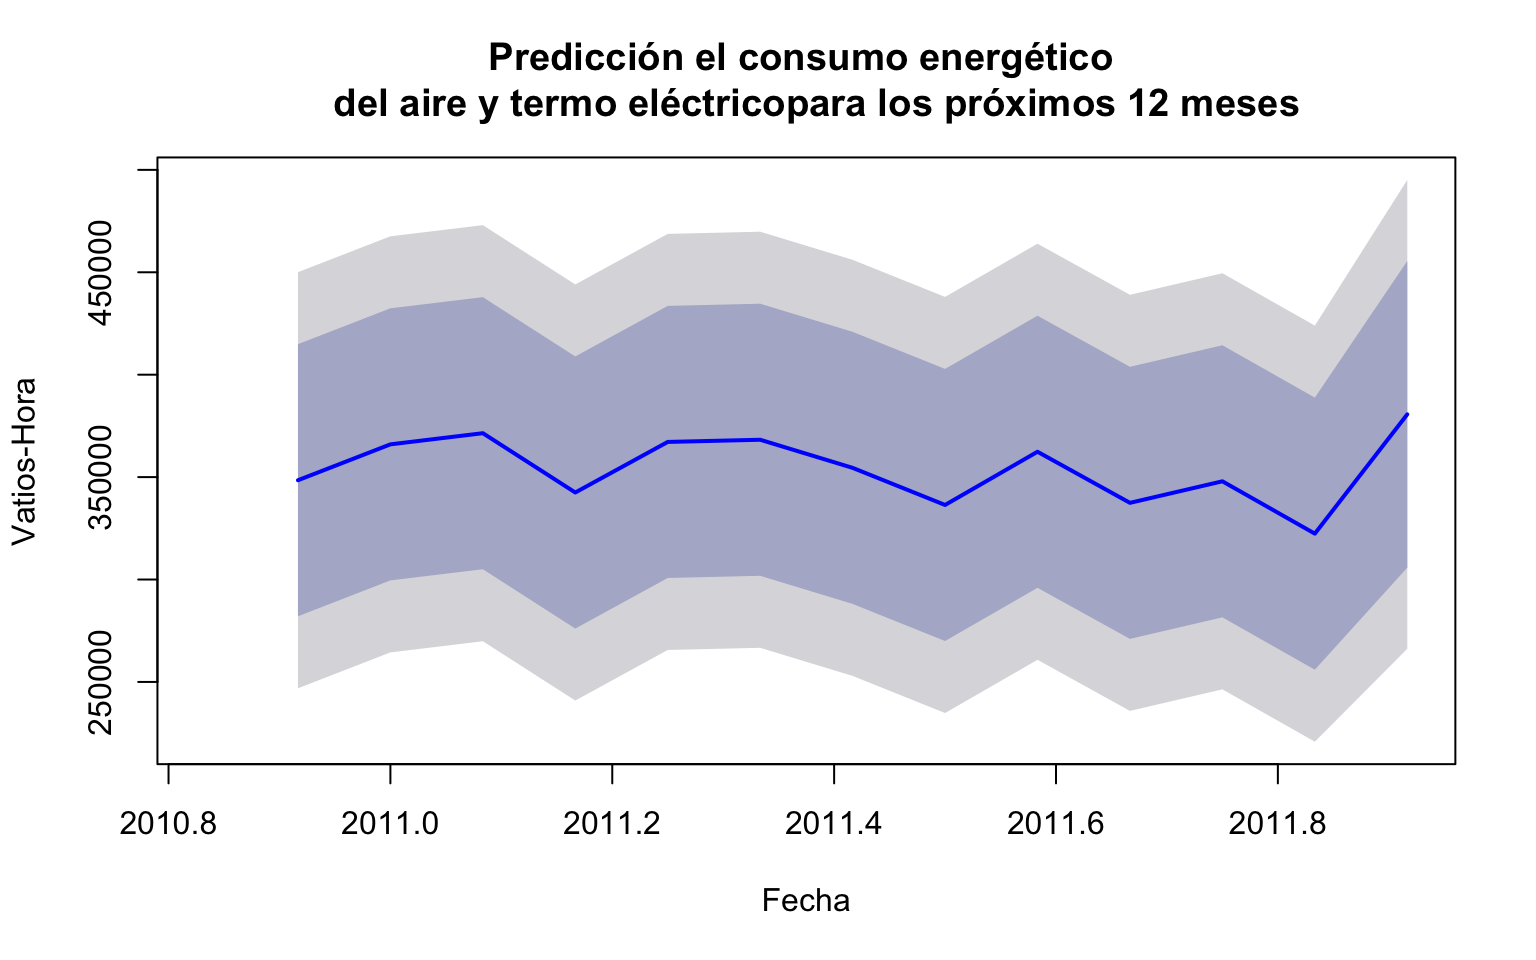 Predicción el consumo energético
del aire y termo eléctricopara los próximos 12 meses
Vatios-Hora
450000
350000
250000
2010.8 2011.0 2011.2 2011.4 2011.6 2011.8
Fecha